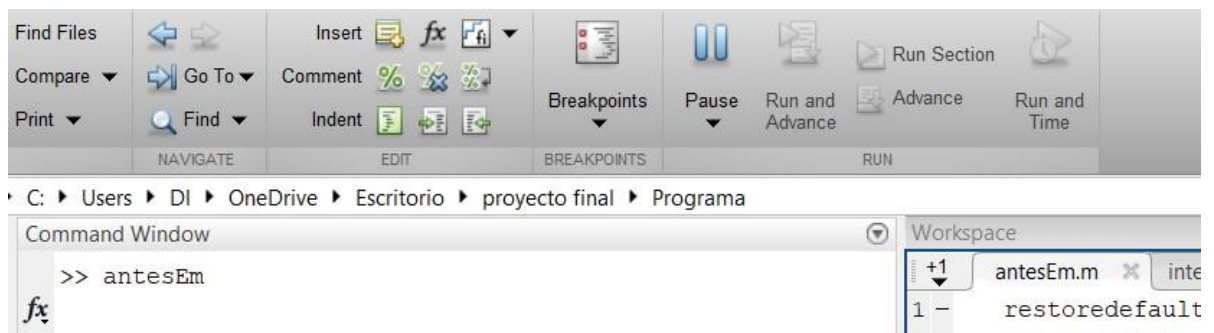 Find Files
Compare
Print
Go To
Find
NAVIGATE
Insert fx fi
Comment % % %
Indent
EDIT
Breakpoints
BREAKPOINTS
Pause
Run and
Advance
Run Section
Advance
Run and
Time
RUN
C: Users DI OneDrive Escritorio proyecto final Programa
Command Window
>> antesEm
fx
Workspace
+1 antesEm.m inte
1 - restoredefault